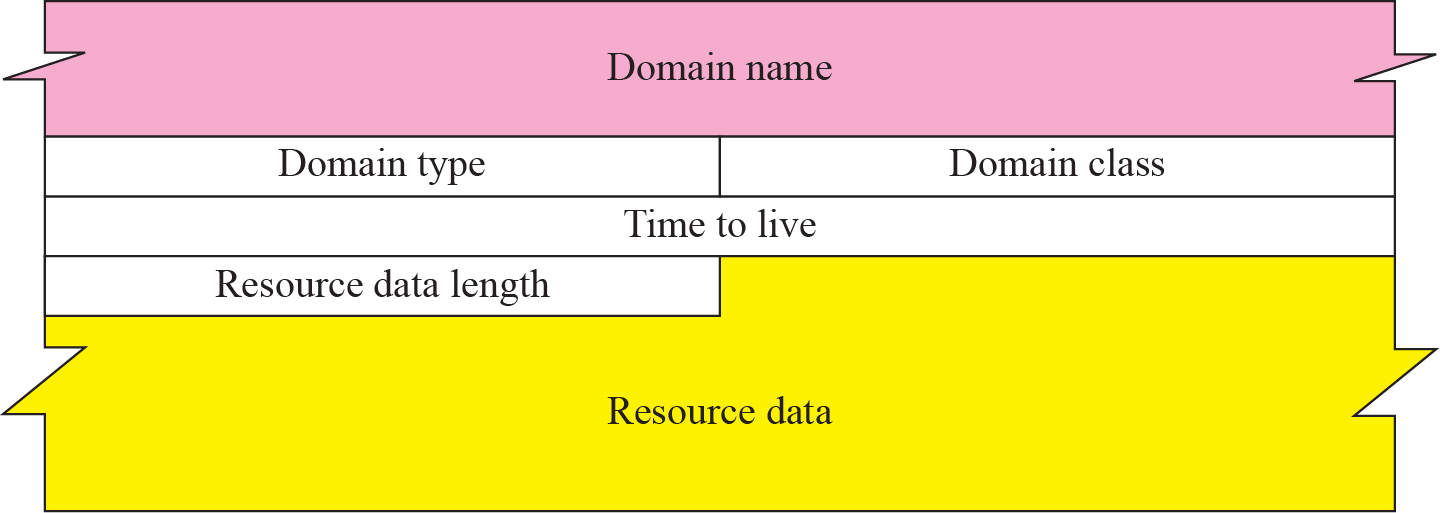 Domain name
Domain type
Domain class
Time to live
Resource data length
Resource data